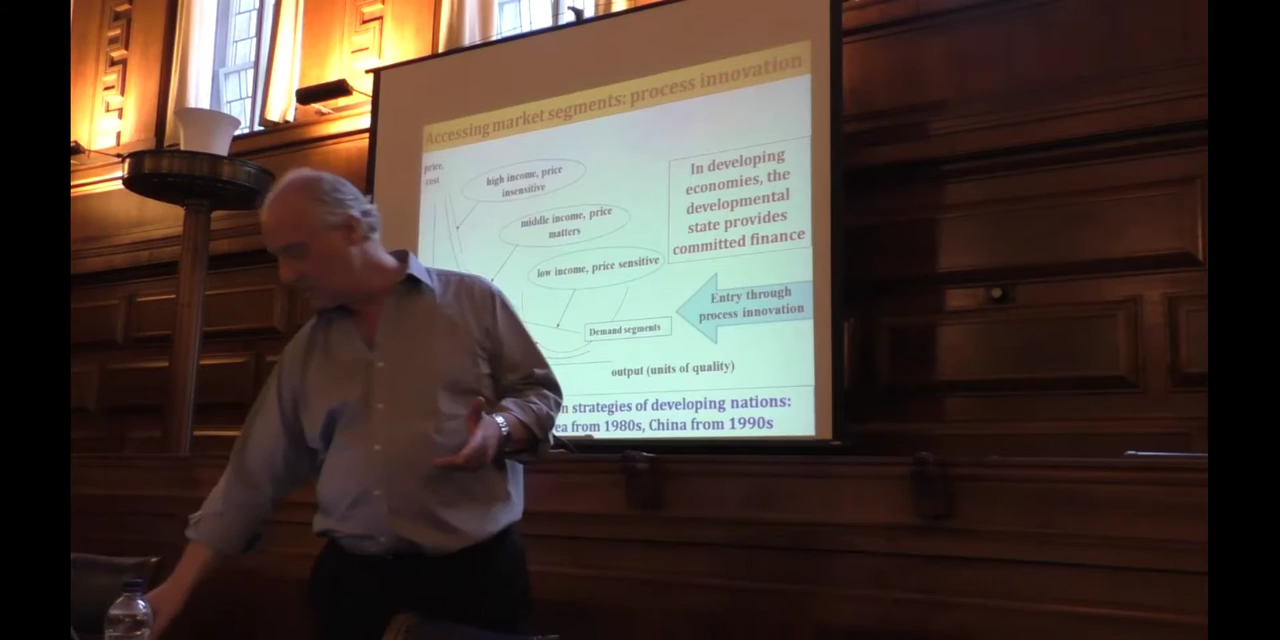 Accessing market segments: process innovation
price,
cost
high income, price
insensitive
middle income, price
matters
low income, price sensitive
Demand segments
output (units of quality)
In developing
economies, the
developmental
state provides
committed finance
Entry through
process innovation
strategies of developing nations:
from 1980s, China from 1990s